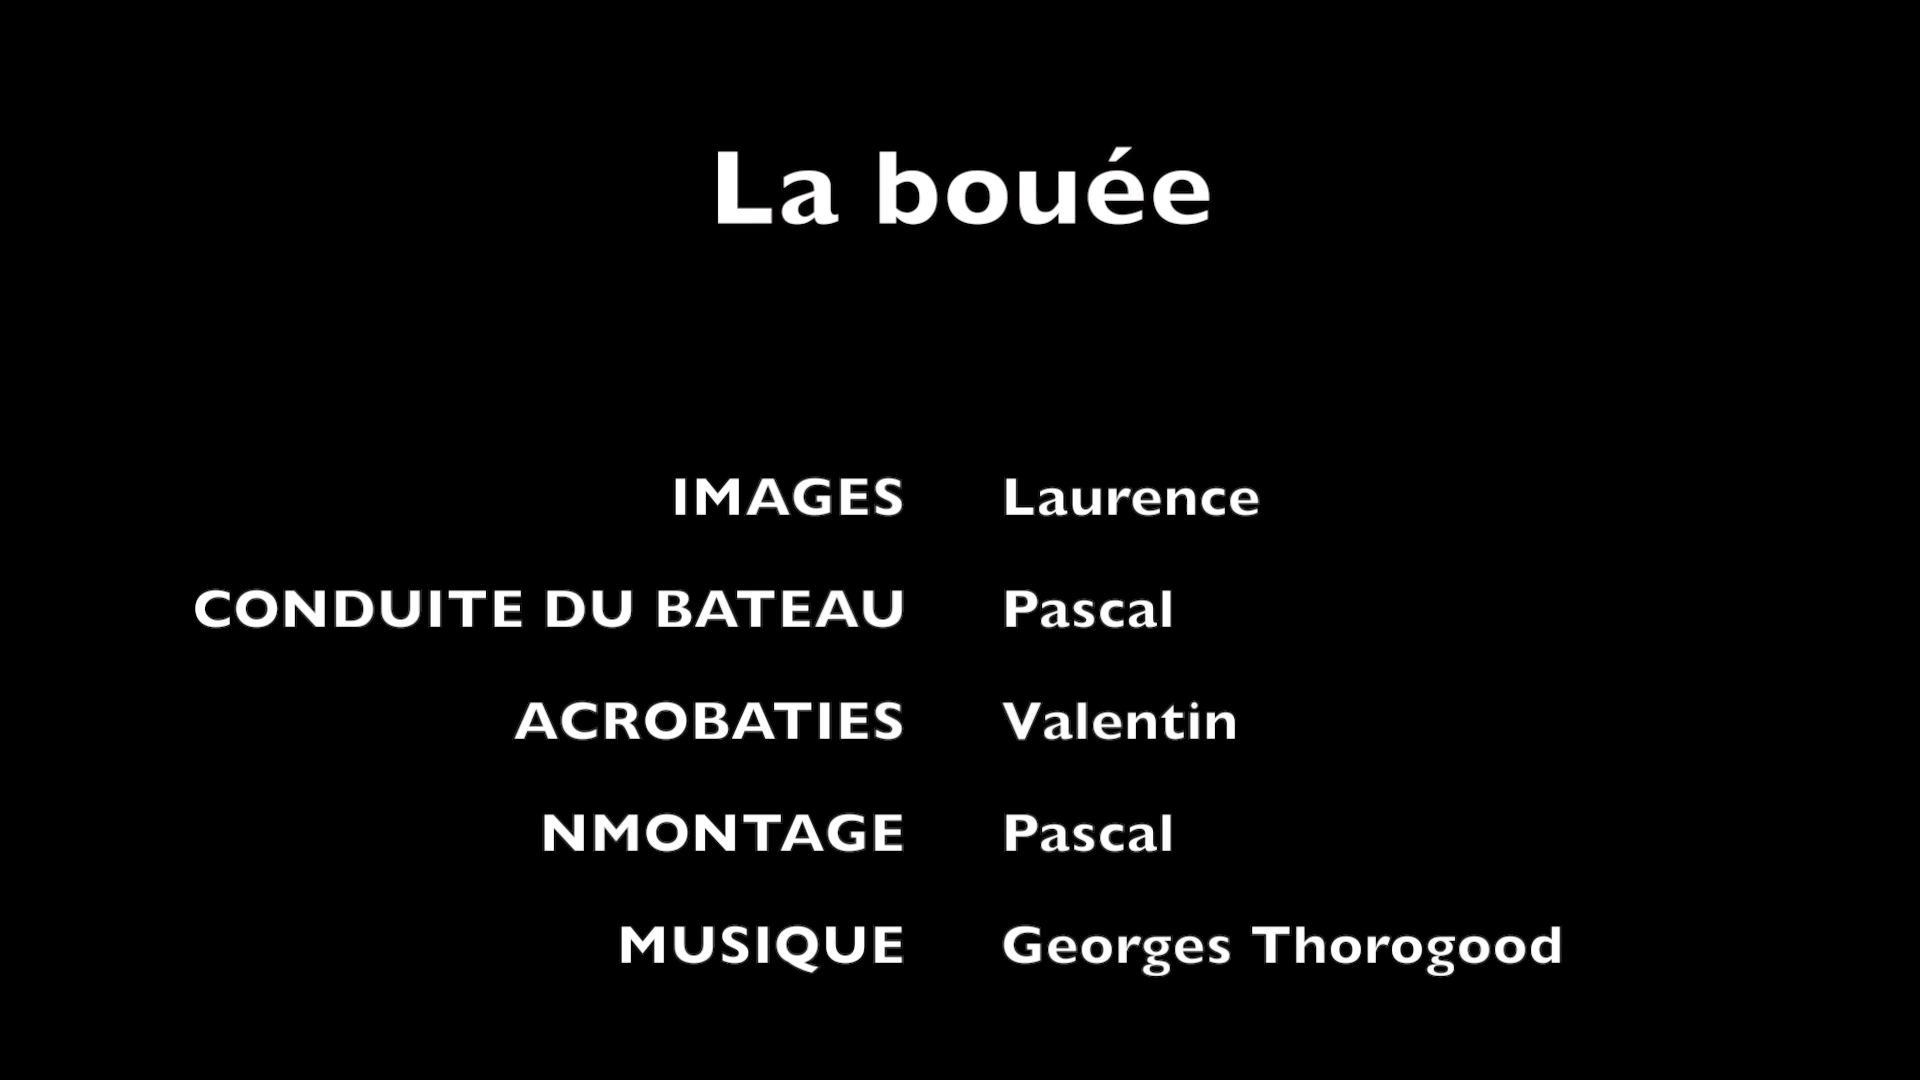 La bouée
IMAGES Laurence
CONDUITE DU BATEAU Pascal
ACROBATIES Valentin
NMONTAGE Pascal
MUSIQUE Georges Thorogood